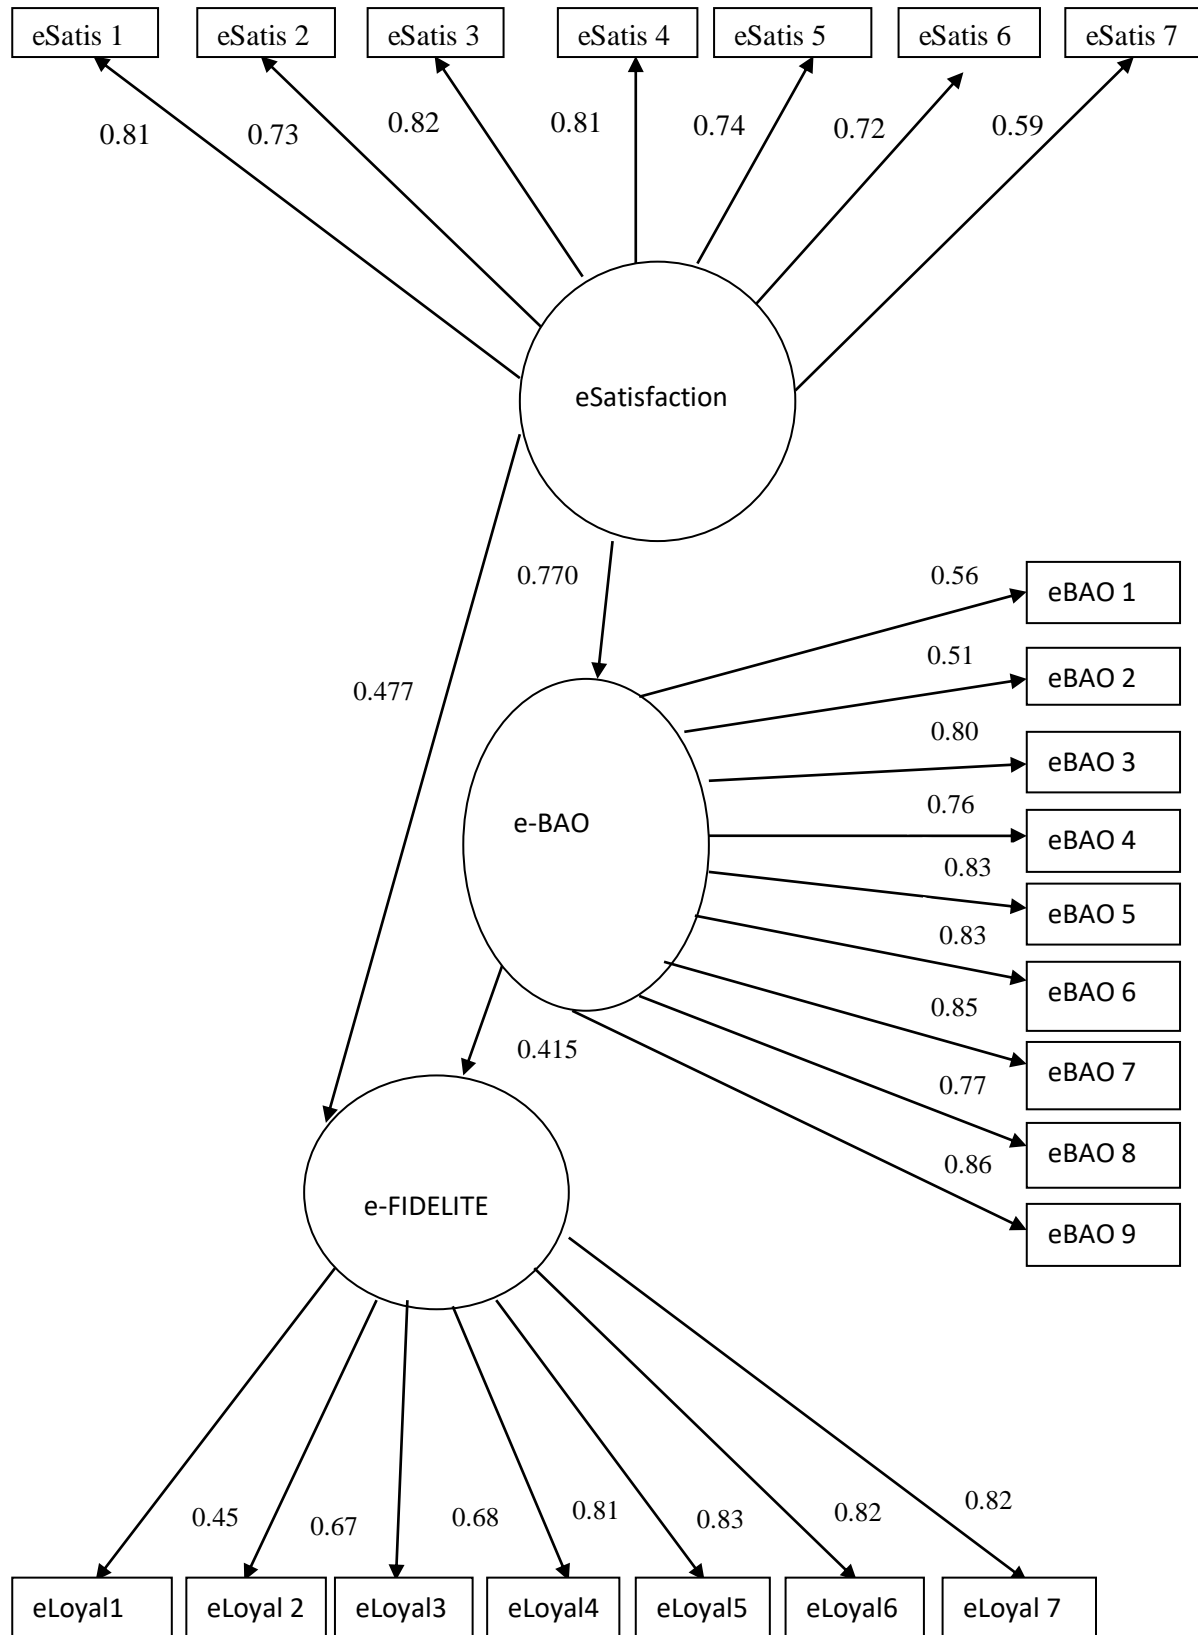 eSatis 1
eSatis 2
eSatis 3
eSatis 4
eSatis 5
eSatis 6
eSatis 7
0.81
0.73
0.82
0.81
0.74
0.72
0.59
eSatisfaction
0.770
0.477
0.56
eBAO 1
0.51
eBAO 2
0.80
eBAO 3
0.76
e-BAO
eBAO 4
0.83
eBAO 5
0.83
eBAO 6
0.85
eBAO 7
0.415
0.77
eBAO 8
0.86
eBAO 9
e-FIDELITE
0.45
0.67
0.68
0.81
0.83
0.82
0.82
eLoyal1
eLoyal 2
eLoyal3
eLoyal4
eLoyal5
eLoyal6
eLoyal 7